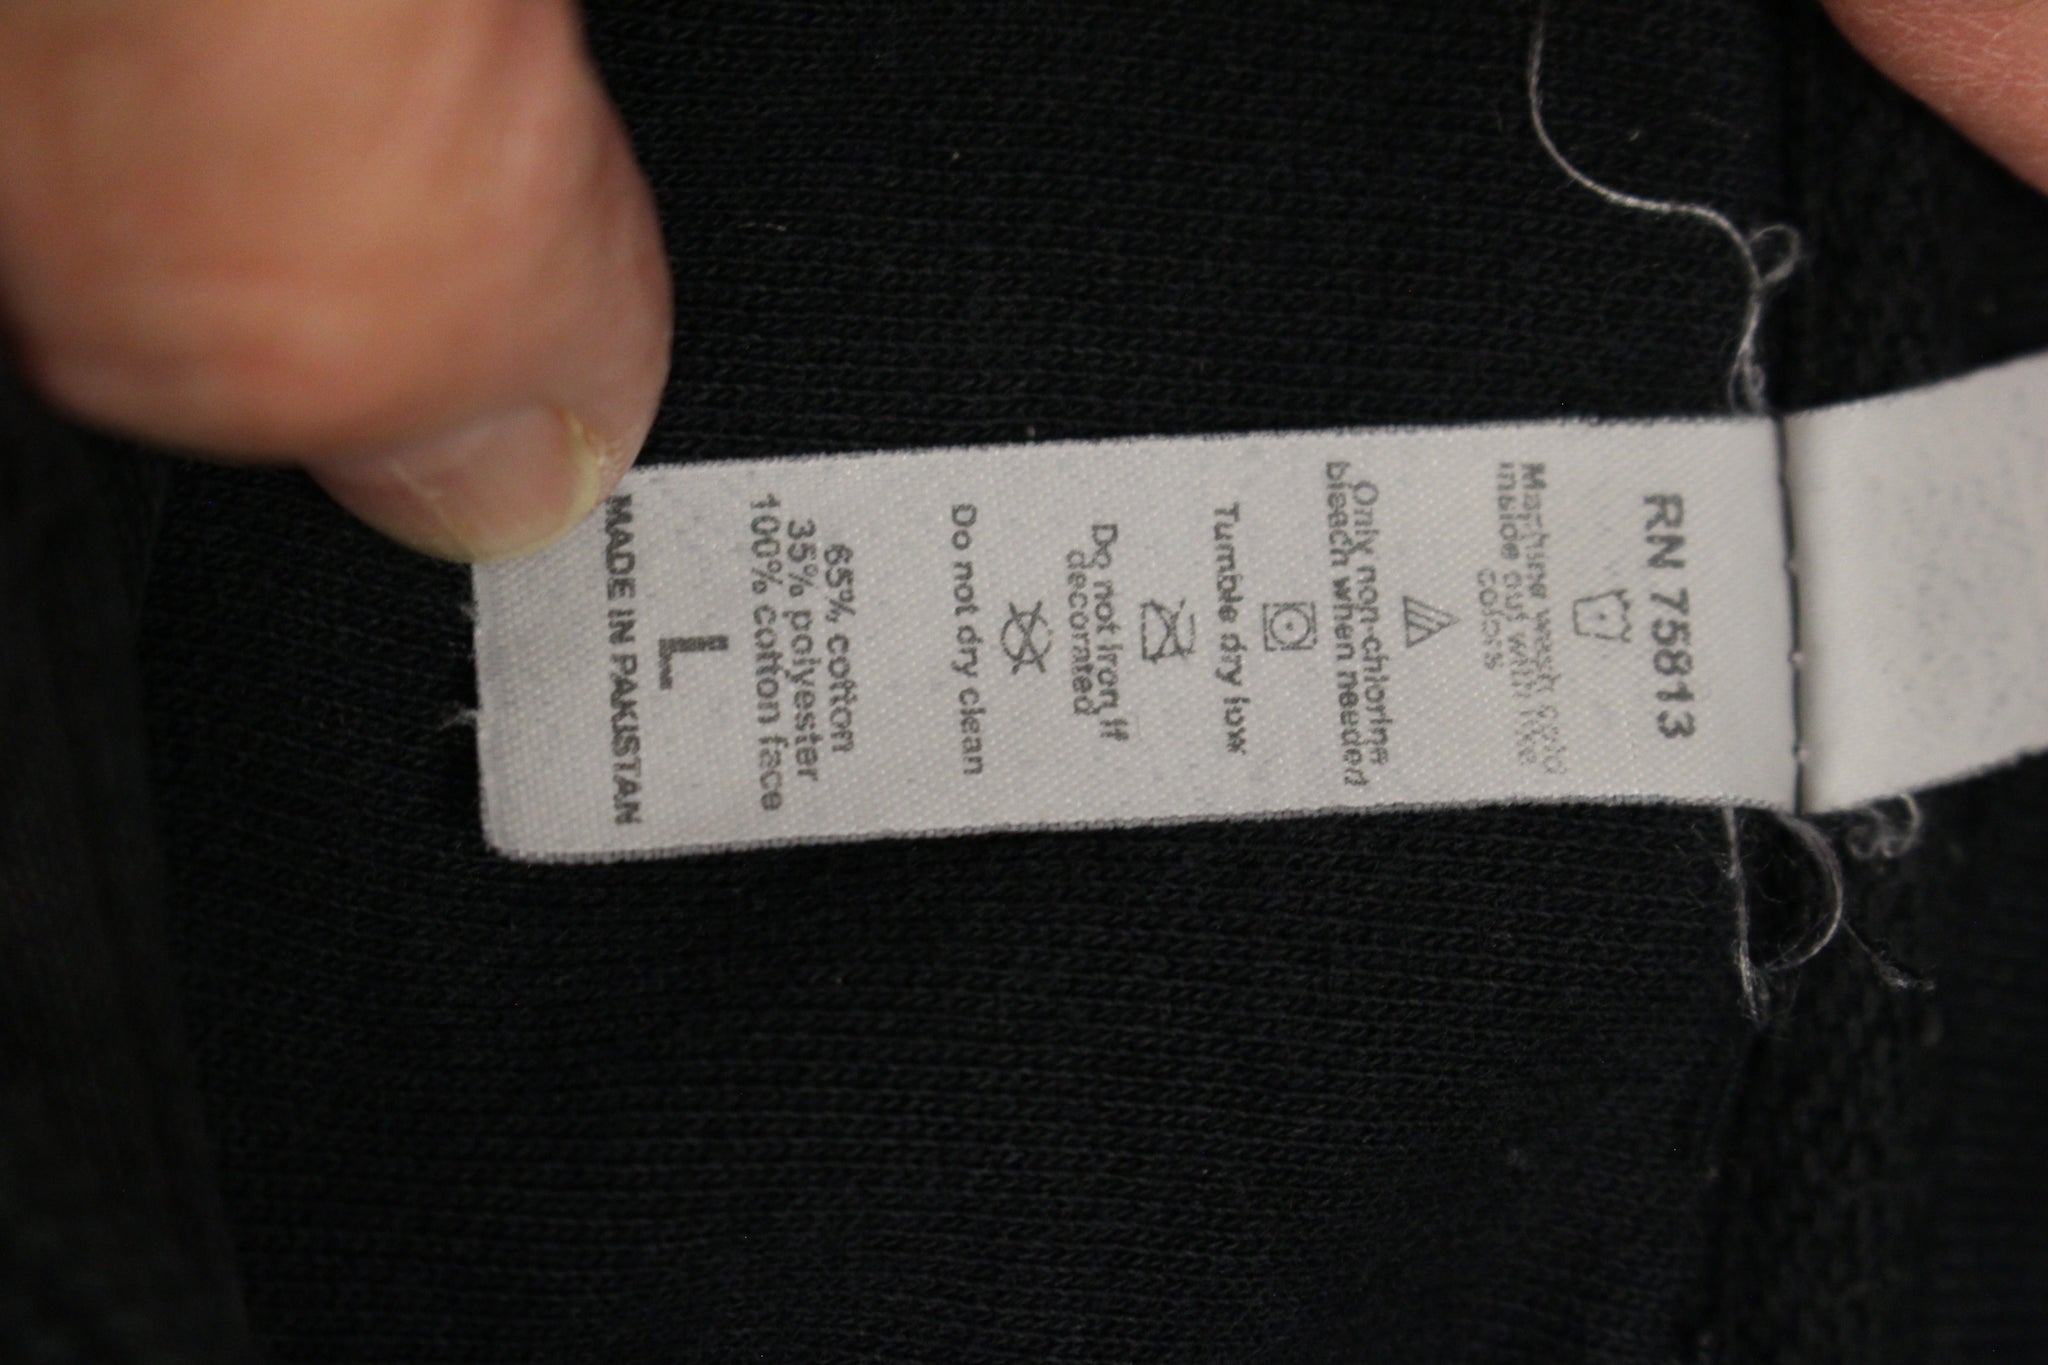 RN 75813
Machine wash cold
inside out with like
colors
Only non-chlorine
bleach when needed
Tumble dry low
Do not iron if
decorated
Do not dry clean
65% cotton
35% polyester
100% cotton face
L
MADE IN PAKISTAN